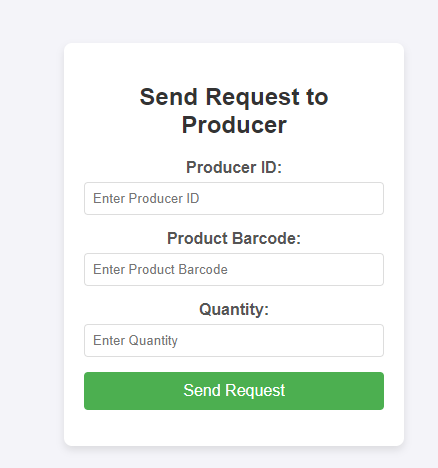 Send Request to
Producer
Producer ID:
Enter Producer ID
Product Barcode:
Enter Product Barcode
Quantity:
Enter Quantity
Send Request